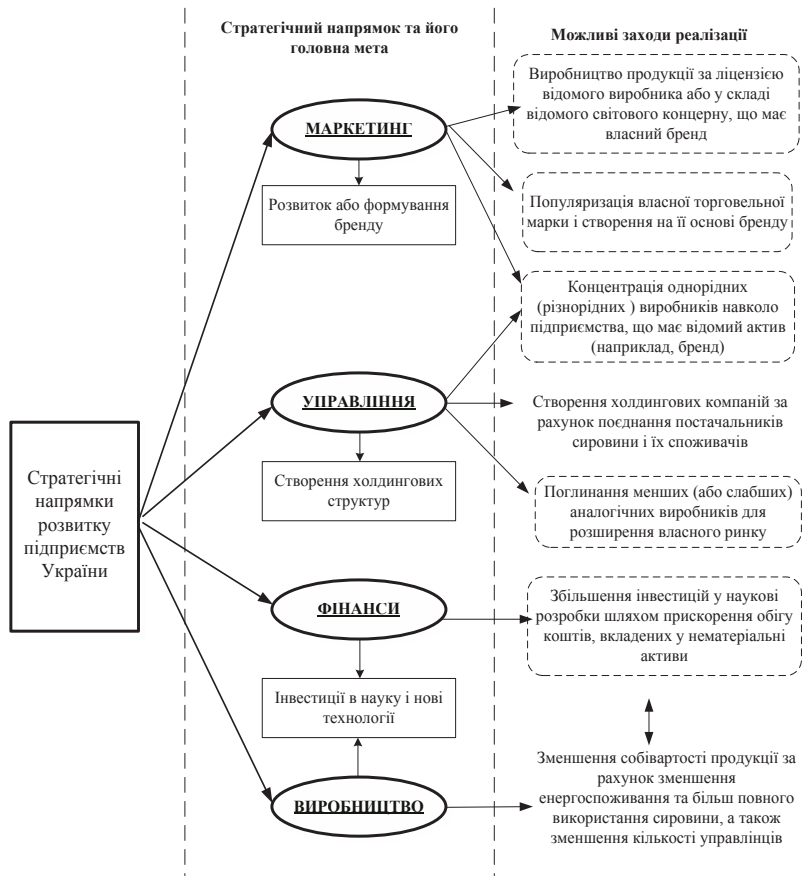 Стратегічний напрямок та його
головна мета
Можливі заходи реалізації
Стратегічні
напрямки
розвитку
підприємств
України
МАРКЕТИНГ
Розвиток або формування
бренду
УПРАВЛІННЯ
Створення холдингових
структур
ФІНАНСИ
Інвестиції в науку і нові
технології
ВИРОБНИЦТВО
Виробництво продукції за ліцензією
відомого виробника або у складі
відомого світового концерну, що має
власний бренд
Популяризація власної торговельної
марки і створення на її основі бренду
Концентрація однорідних
(різнорідних ) виробників навколо
підприємства, що має відомий актив
(наприклад, бренд)
Створення холдингових компаній за
рахунок поєднання постачальників
сировини і їх споживачів
Поглинання менших (або слабших)
аналогічних виробників для
розширення власного ринку
Збільшення інвестицій у наукові
розробки шляхом прискорення обігу
коштів, вкладених у нематеріальні
активи
Зменшення собівартості продукції за
рахунок зменшення
енергоспоживання та більш повного
використання сировини, а також
зменшення кількості управлінців